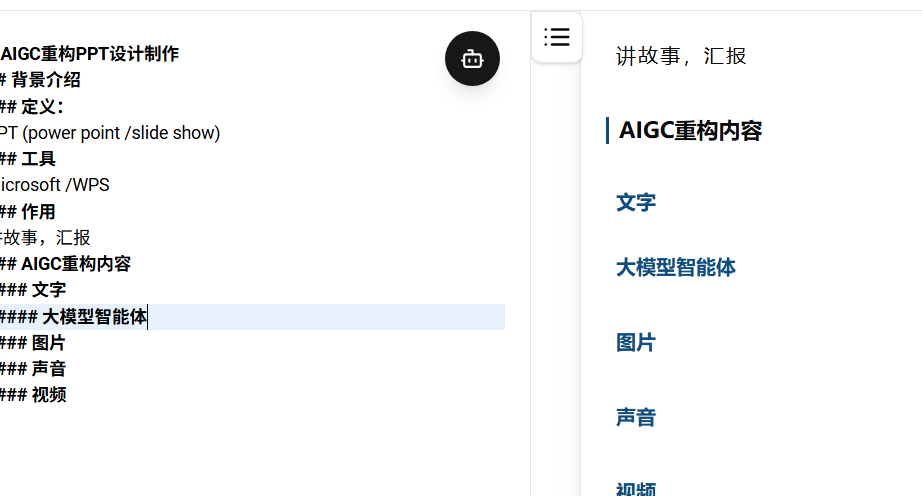 AIGC重构PPT设计制作
# 背景介绍
## 定义：
PT (power point /slide show)
## 工具
icrosoft /WPS
## 作用
故事，汇报
## AIGC重构内容
### 文字
#### 大模型智能体
### 图片
### 声音
### 视频
讲故事，汇报
AIGC重构内容
文字
大模型智能体
图片
声音
视频